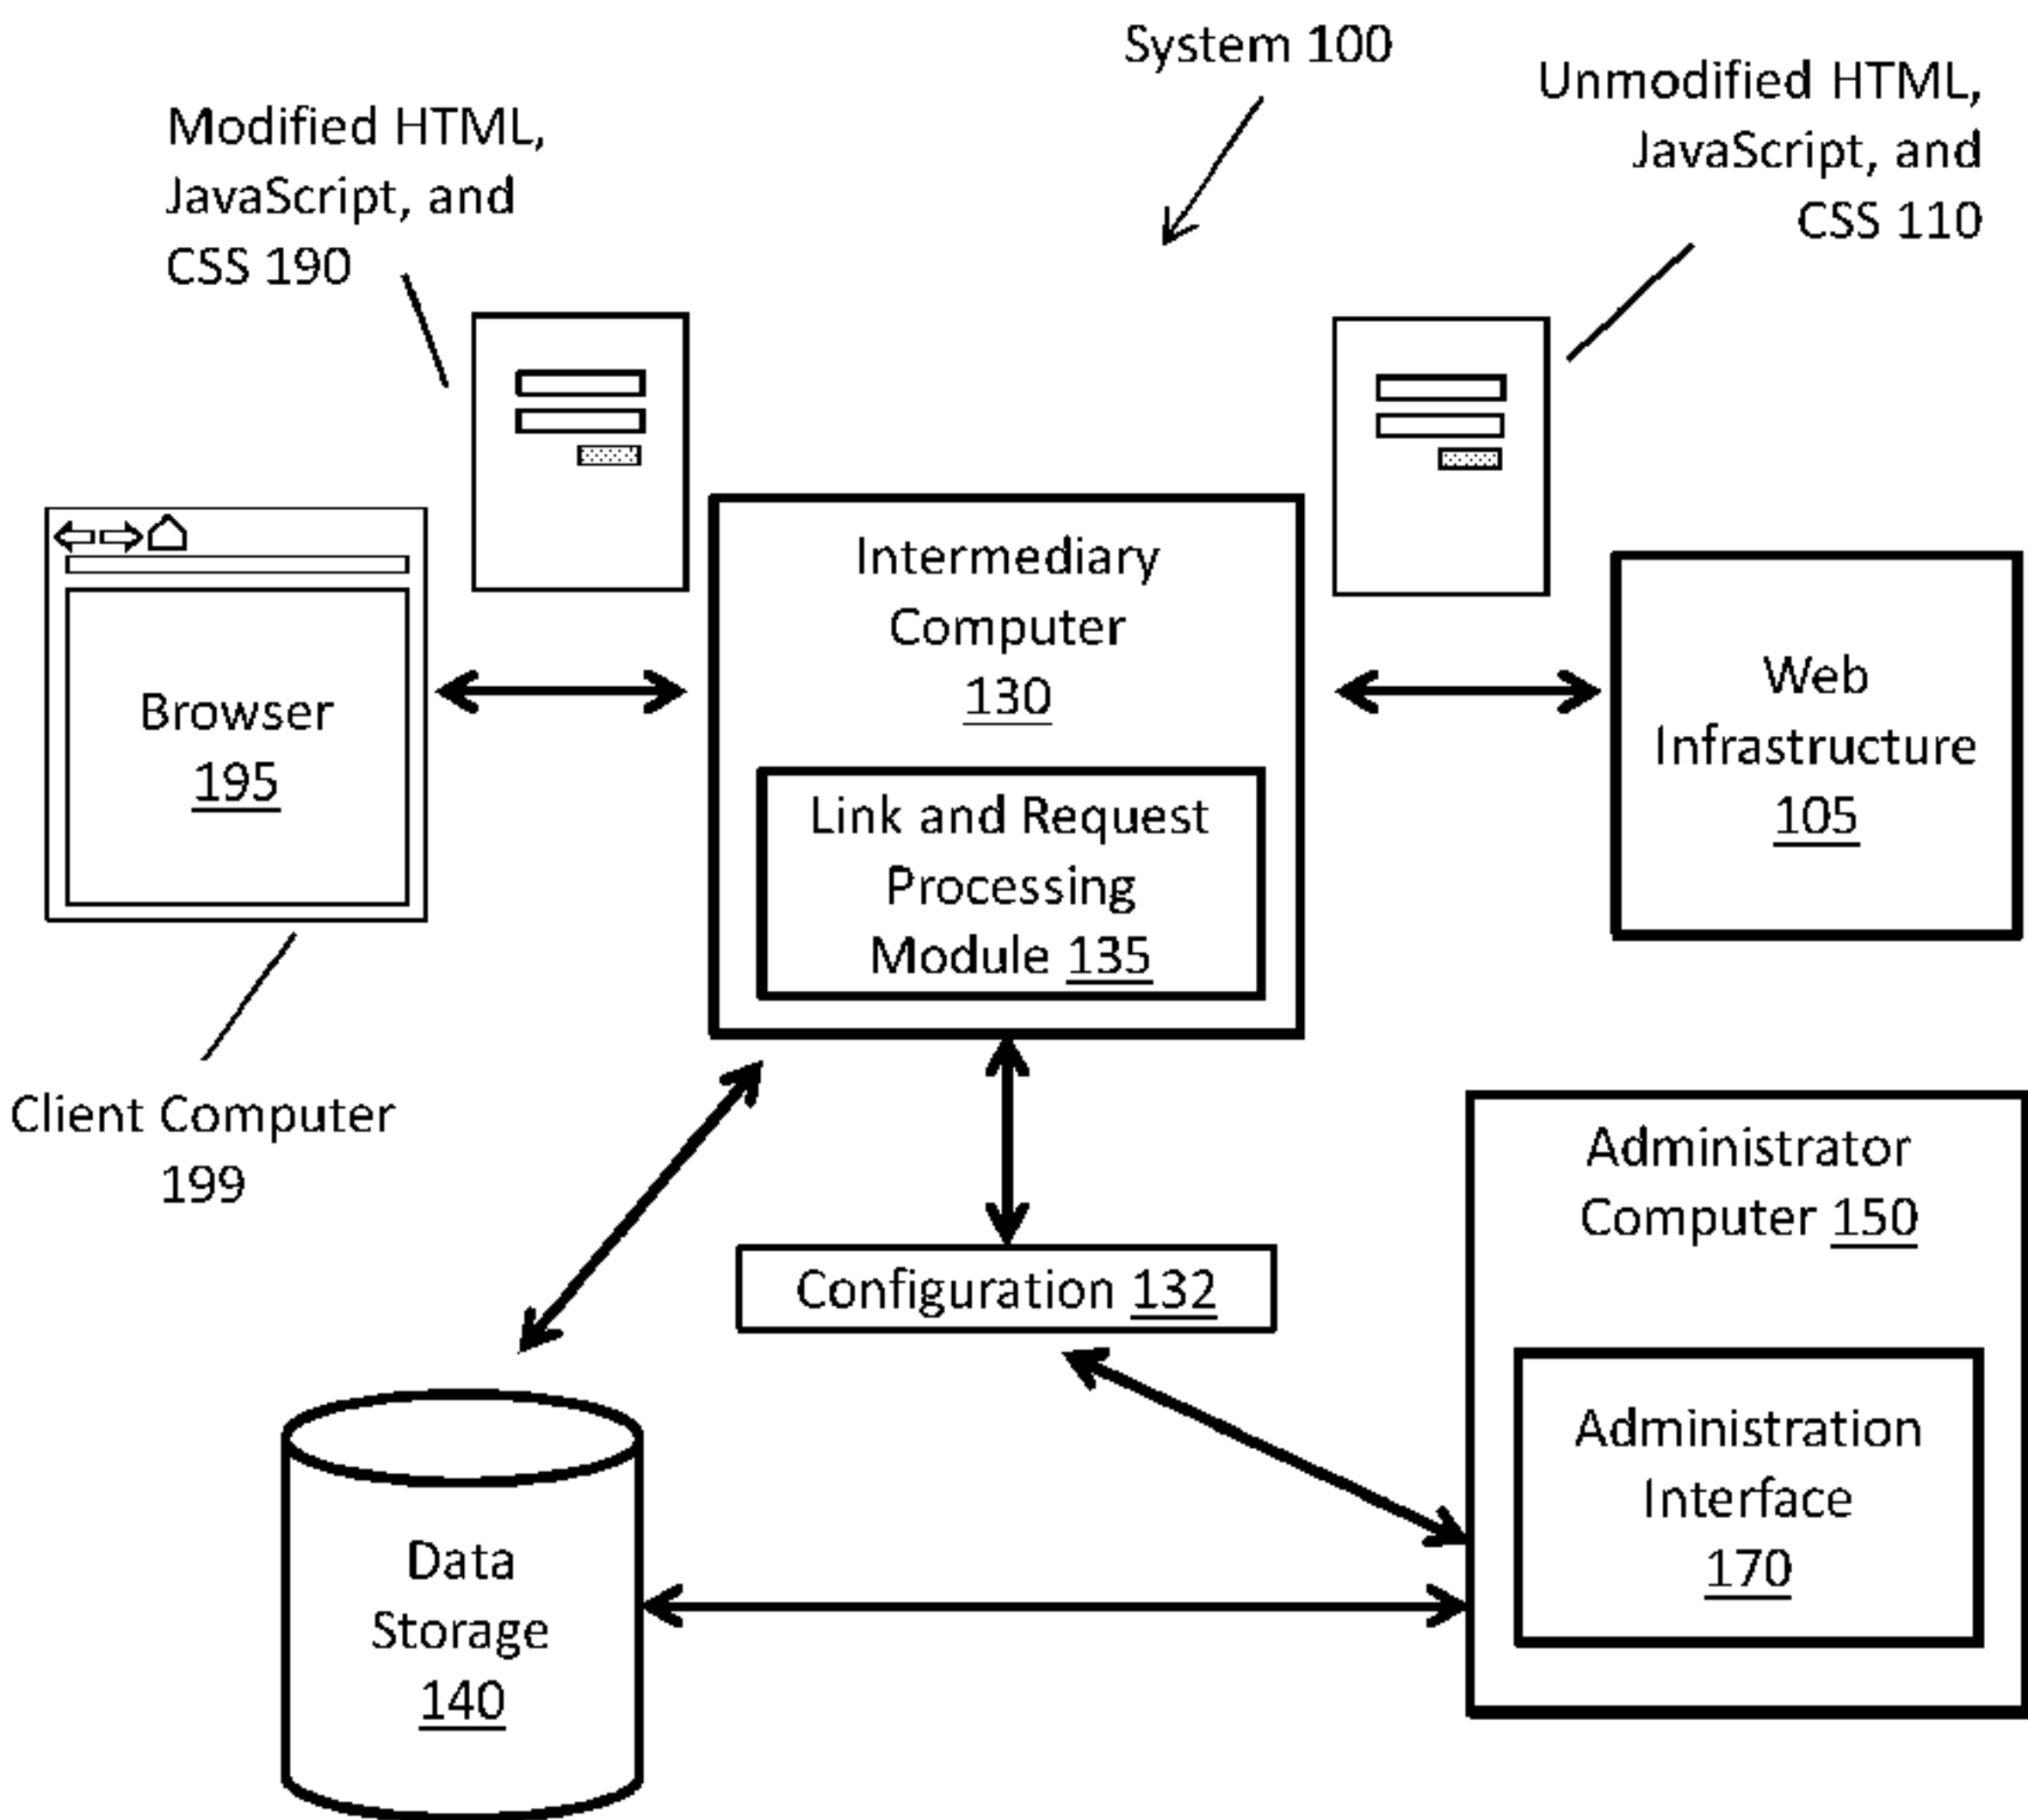 System 100
Unmodified HTML,
JavaScript, and
CSS 110
Modified HTML,
JavaScript, and
CSS 190
Intermediary
Computer
130
Link and Request
Processing
Module 135
Browser
195
Web
Infrastructure
105
Client Computer
199
Administrator
Computer 150
Configuration 132
Administration
Interface
170
Data
Storage
140